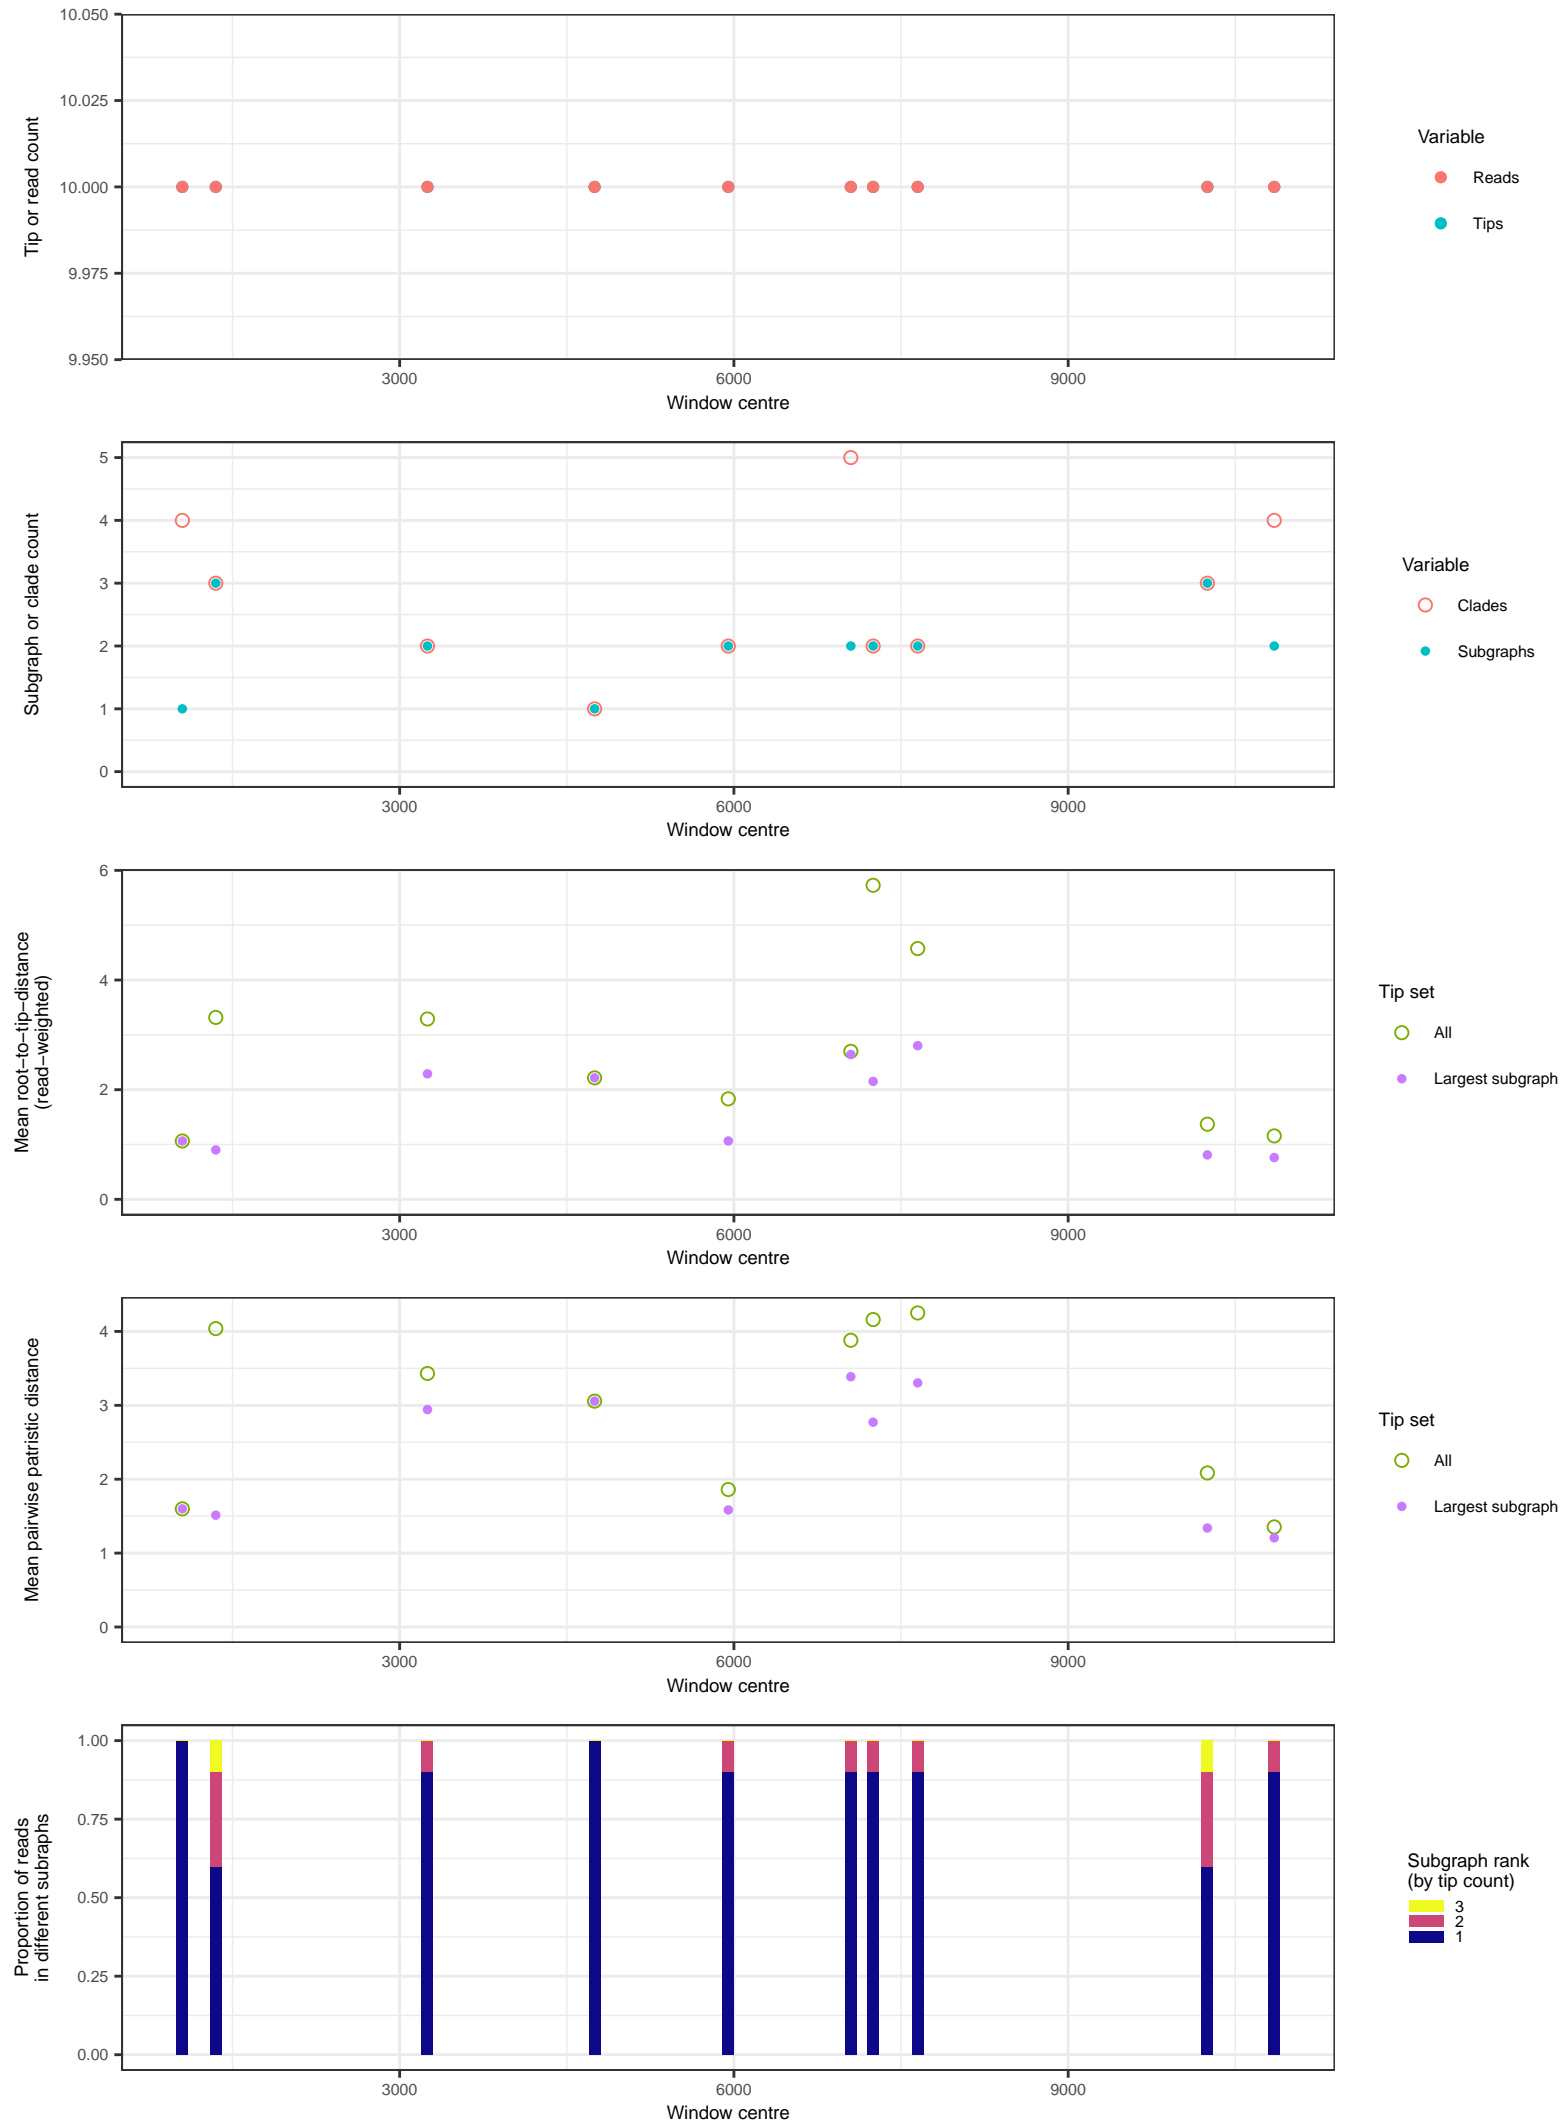 10.050
10.025
10.000
9.975
9.950
Tip or read count
3000
6000
9000
Window centre
Variable
Reads
Tips
5
4
3
2
1
0
Subgraph or clade count
3000
6000
9000
Window centre
Variable
Clades
Subgraphs
6
4
2
0
Mean root−to−tip−distance
(read−weighted)
3000
6000
9000
Window centre
Tip set
All
Largest subgraph
4
3
2
1
0
Mean pairwise patristic distance
3000
6000
9000
Window centre
Tip set
All
Largest subgraph
1.00
0.75
0.50
0.25
0.00
Proportion of reads
in different subraphs
3000
6000
9000
Window centre
Subgraph rank
(by tip count)
3
2
1